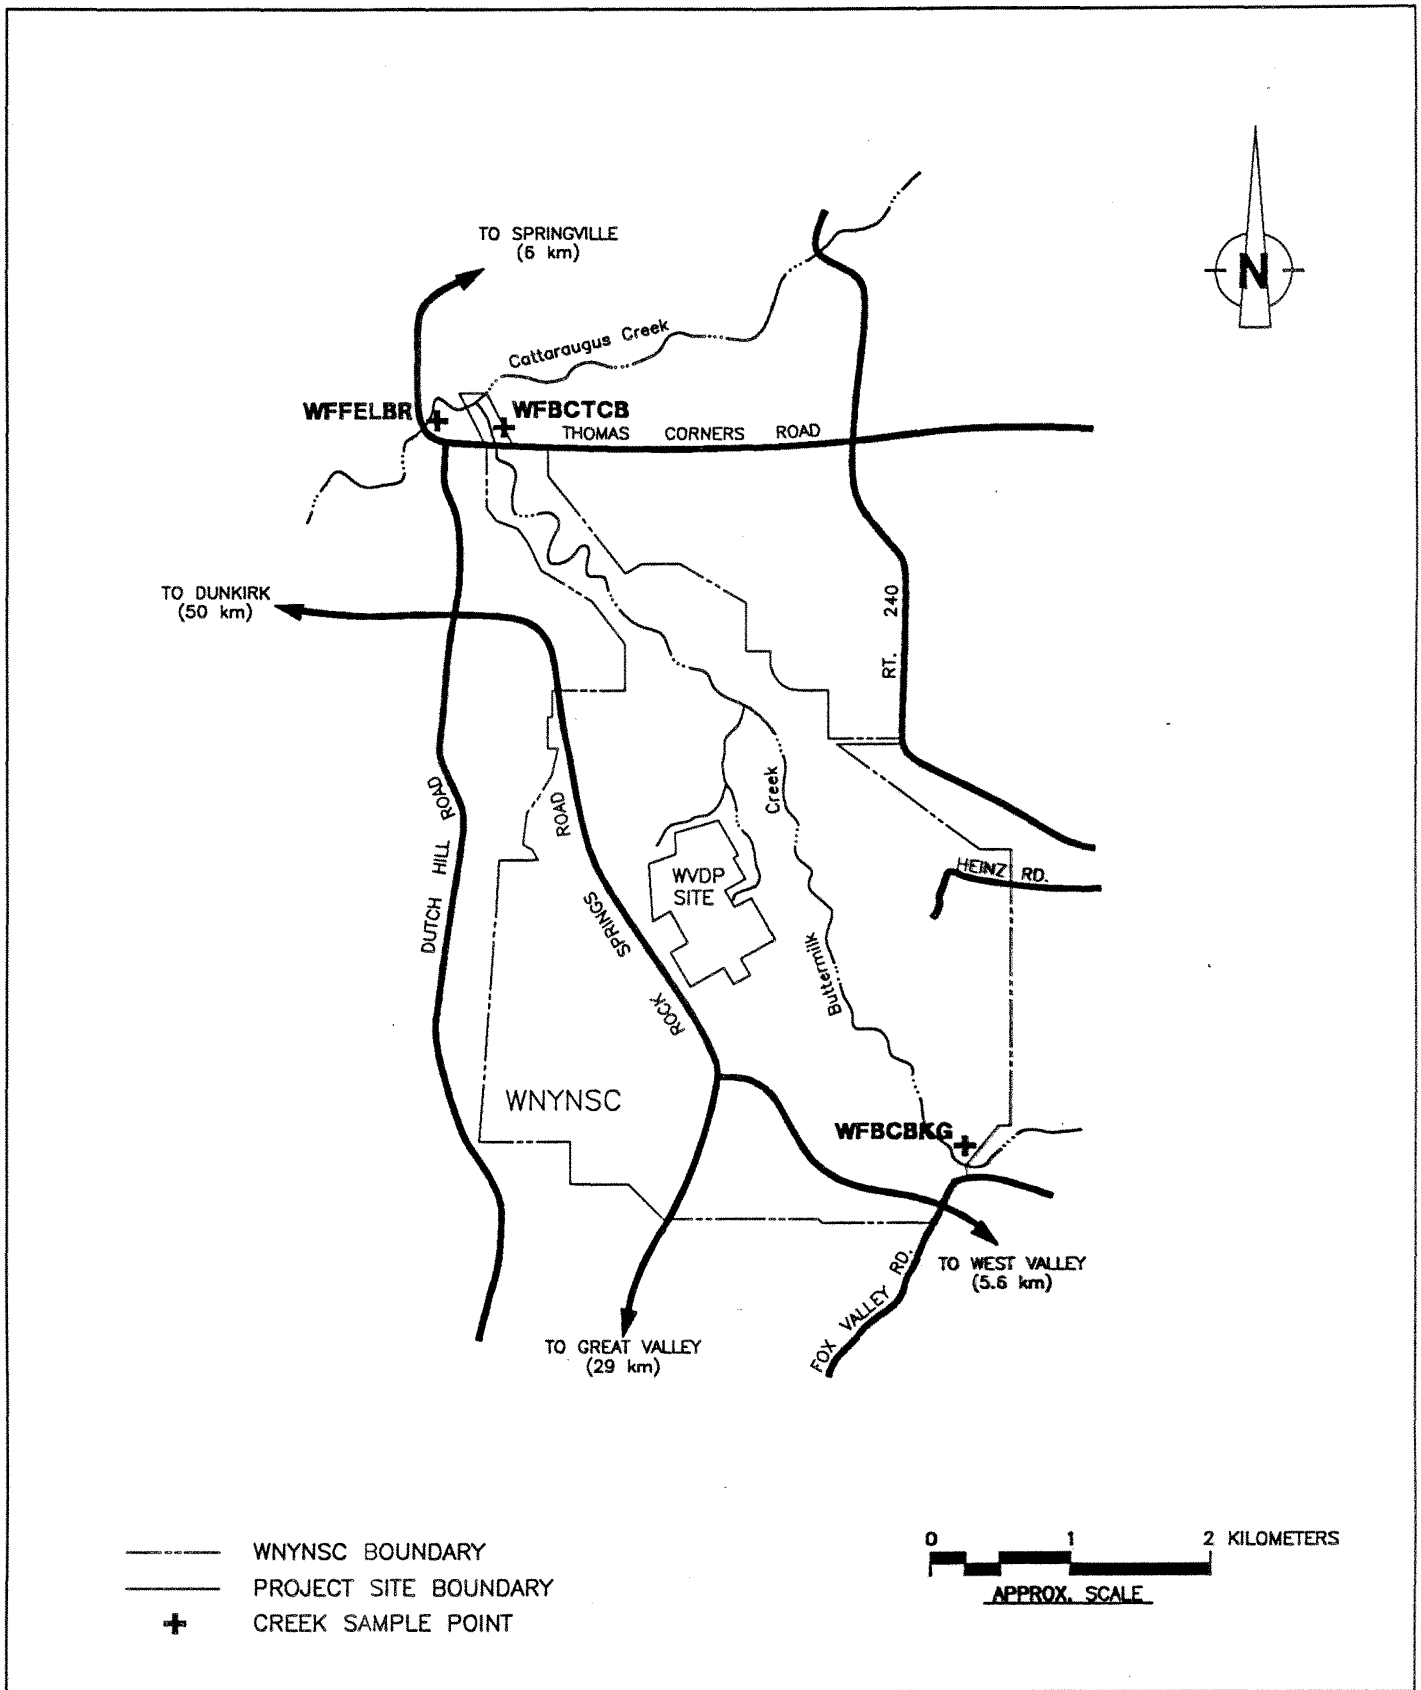 TO SPRINGVILLE
(6 km)
N
Cattaraugus Creek
WFFELBR
WFBCTCB
THOMAS CORNERS ROAD
TO DUNKIRK
(50 km)
RT. 240
DUTCH HILL ROAD
ROCK SPRINGS ROAD
Buttermilk Creek
WVDP
SITE
HEINZ RD.
WNYNSC
WFBCBKG
TO WEST VALLEY
(5.6 km)
FOX VALLEY RD.
TO GREAT VALLEY
(29 km)
WNYNSC BOUNDARY
PROJECT SITE BOUNDARY
CREEK SAMPLE POINT
0 1 2 KILOMETERS
APPROX. SCALE